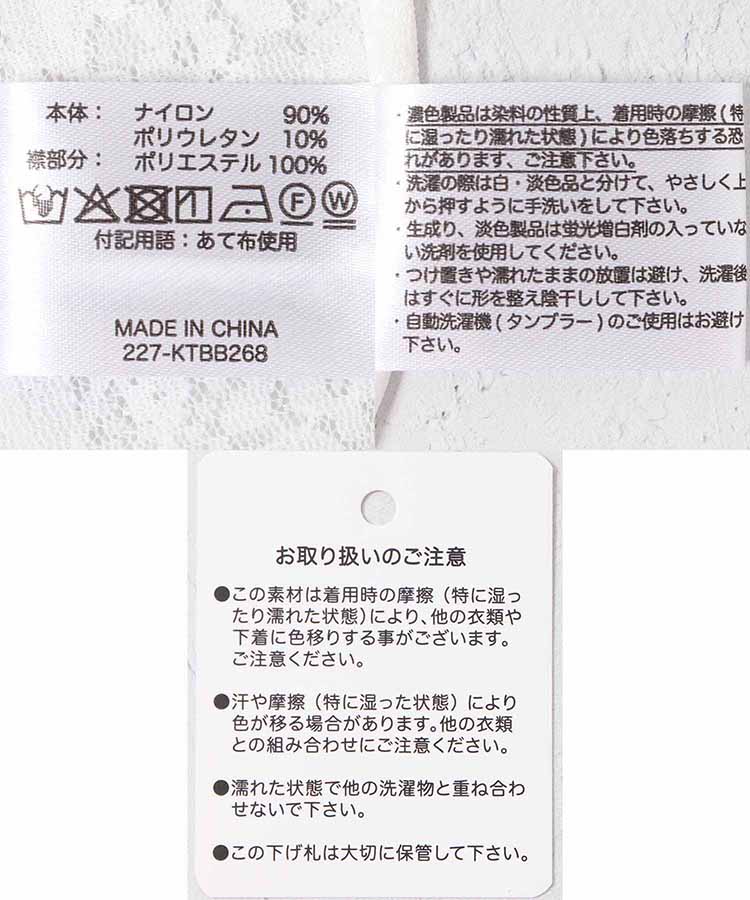 本体： ナイロン 90%
ポリウレタン 10%
襟部分： ポリエステル 100%
F W
付記用語：あて布使用
MADE IN CHINA
227-KTBB268
・濃色製品は染料の性質上、着用時の摩擦(特
に湿ったり濡れた状態)により色落ちする恐
れがあります、ご注意下さい。
・洗濯の際は白・淡色品と分けて、やさしく上
から押すように手洗いをして下さい。
・生成り、淡色製品は蛍光増白剤の入っていな
い洗剤を使用してください。
・つけ置きや濡れたままの放置は避け、洗濯後
はすぐに形を整え陰干しして下さい。
・自動洗濯機(タンブラー)のご使用はお避け
下さい。
お取り扱いのご注意
●この素材は着用時の摩擦（特に湿っ
たり濡れた状態)により、他の衣類や
下着に色移りする事がございます。
ご注意ください。
●汗や摩擦（特に湿った状態）により
色が移る場合があります。他の衣類
との組み合わせにご注意ください。
●濡れた状態で他の洗濯物と重ね合わ
せないで下さい。
●この下げ札は大切に保管して下さい。